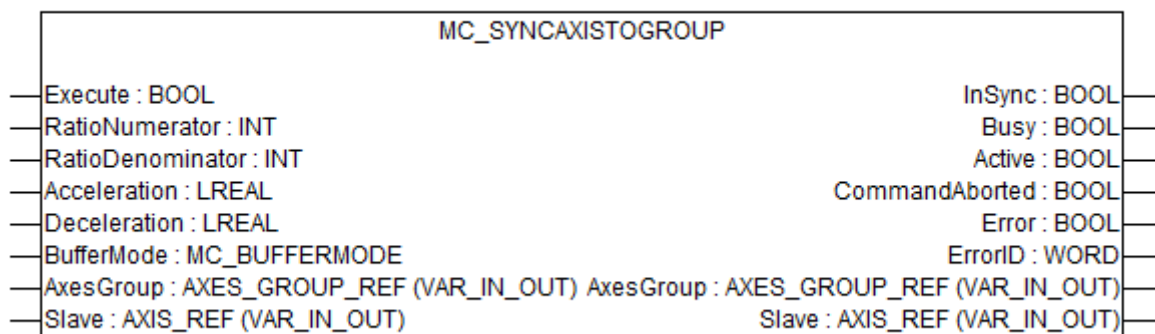 MC_SYNCAXISTOGROUP
Execute : BOOL InSync : BOOL
RatioNumerator : INT Busy : BOOL
RatioDenominator : INT Active : BOOL
Acceleration : LREAL CommandAborted : BOOL
Deceleration : LREAL Error : BOOL
BufferMode : MC_BUFFERMODE ErrorID : WORD
AxesGroup : AXES_GROUP_REF (VAR_IN_OUT) AxesGroup : AXES_GROUP_REF (VAR_IN_OUT)
Slave : AXIS_REF (VAR_IN_OUT) Slave : AXIS_REF (VAR_IN_OUT)